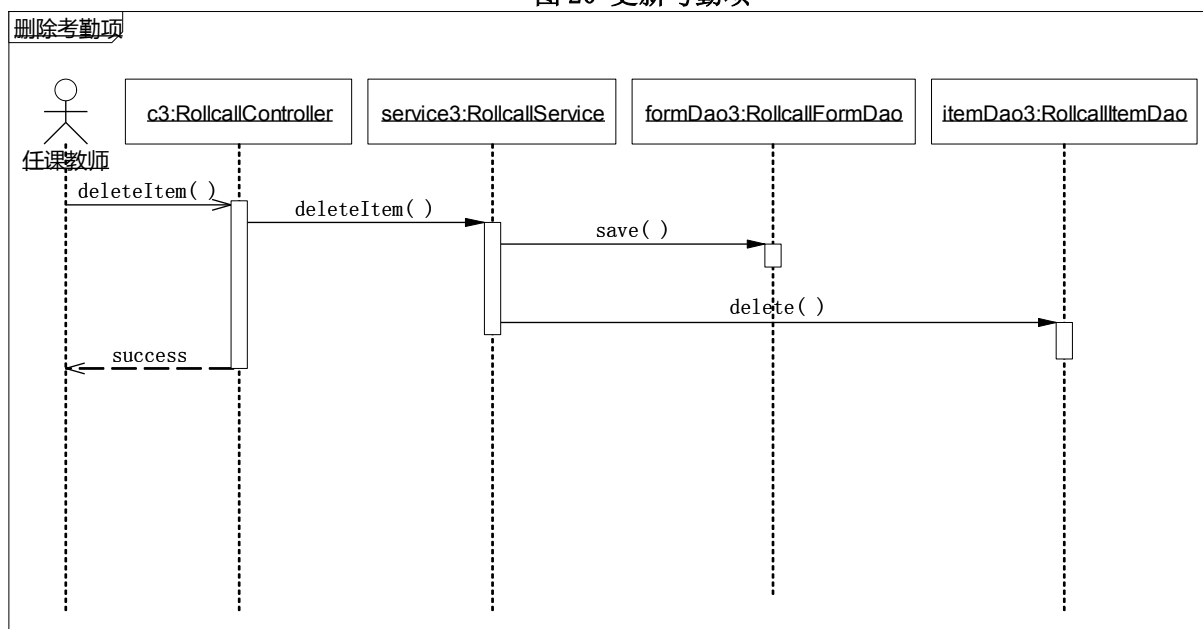 删除考勤项
任课教师
c3:RollcallController
service3:RollcallService
formDao3:RollcallFormDao
itemDao3:RollcallItemDao
deleteItem( )
deleteItem( )
save( )
delete( )
success